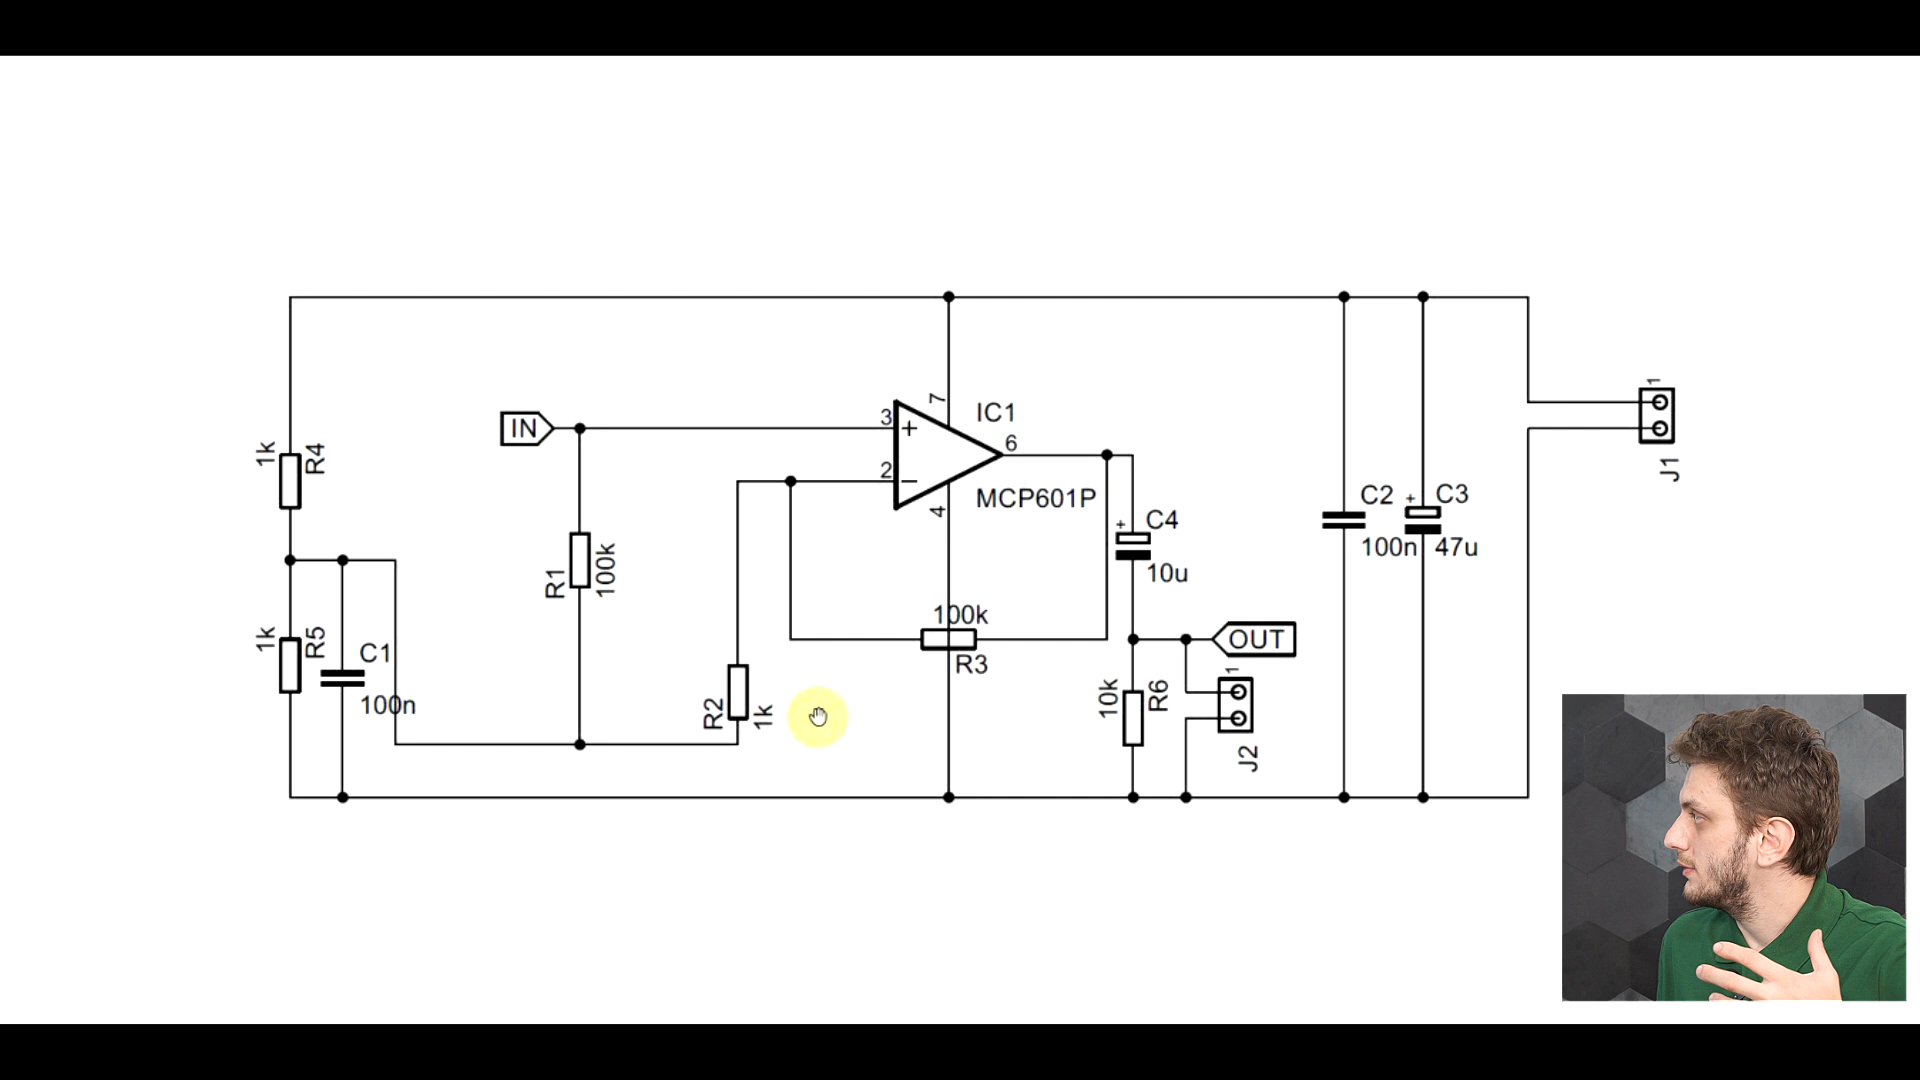 7
IC1
IN
3
+
6
2
−
MCP601P
4
1k
R4
R1
100k
1k
R5
C1
100n
R2
1k
100k
R3
+
C4
10u
OUT
10k
R6
1
J2
C2
100n
+
C3
47u
1
J1